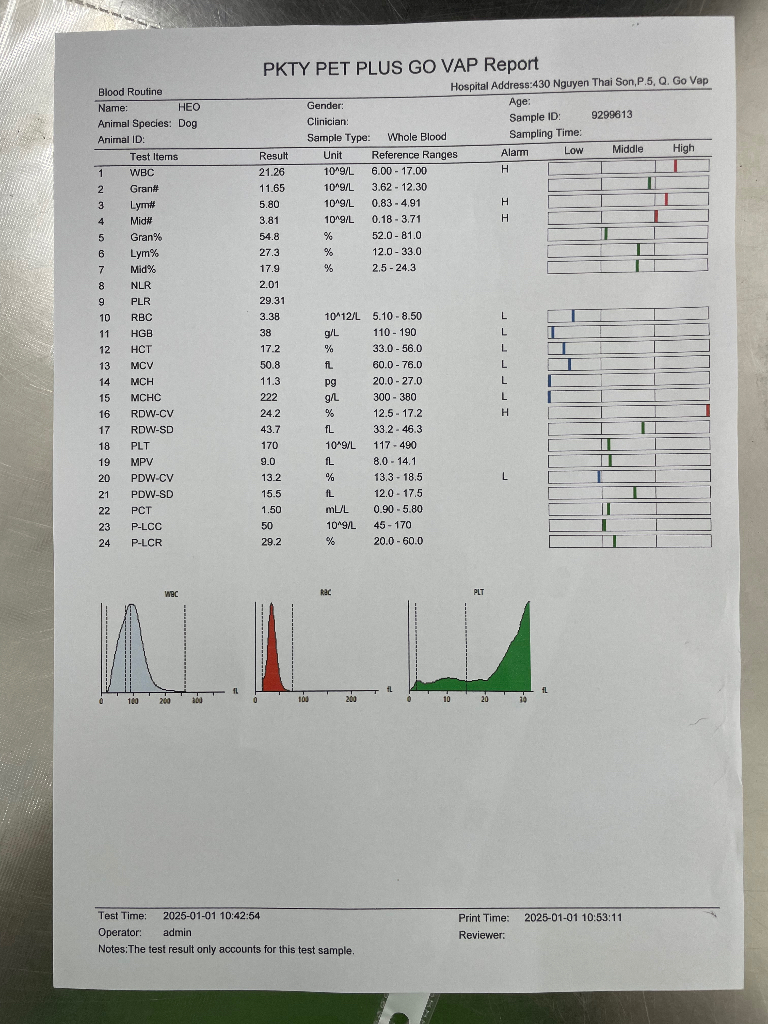 PKTY PET PLUS GO VAP Report
Blood Routine Hospital Address:430 Nguyen Thai Son,P.5, Q. Go Vap
Name: HEO Gender: Age:
Animal Species: Dog Clinician: Sample ID: 9299613
Animal ID: Sample Type: Whole Blood Sampling Time:
Test Items Result Unit Reference Ranges Alarm Low Middle High
1 WBC 21.26 10^9/L 6.00 - 17.00 H
2 Gran# 11.65 10^9/L 3.62 - 12.30
3 Lym# 5.80 10^9/L 0.83 - 4.91 H
4 Mid# 3.81 10^9/L 0.18 - 3.71 H
5 Gran% 54.8 % 52.0 - 81.0
6 Lym% 27.3 % 12.0 - 33.0
7 Mid% 17.9 % 2.5 - 24.3
8 NLR 2.01
9 PLR 29.31
10 RBC 3.38 10^12/L 5.10 - 8.50 L
11 HGB 38 g/L 110 - 190 L
12 HCT 17.2 % 33.0 - 56.0 L
13 MCV 50.8 fL 60.0 - 76.0 L
14 MCH 11.3 pg 20.0 - 27.0 L
15 MCHC 222 g/L 300 - 380 L
16 RDW-CV 24.2 % 12.5 - 17.2 H
17 RDW-SD 43.7 fL 33.2 - 46.3
18 PLT 170 10^9/L 117 - 490
19 MPV 9.0 fL 8.0 - 14.1
20 PDW-CV 13.2 % 13.3 - 18.5 L
21 PDW-SD 15.5 fL 12.0 - 17.5
22 PCT 1.50 mL/L 0.90 - 5.80
23 P-LCC 50 10^9/L 45 - 170
24 P-LCR 29.2 % 20.0 - 60.0
WBC RBC PLT
0 100 200 300 fL 0 100 200 fL 0 10 20 30 fL
Test Time: 2025-01-01 10:42:54 Print Time: 2025-01-01 10:53:11
Operator: admin Reviewer:
Notes:The test result only accounts for this test sample.